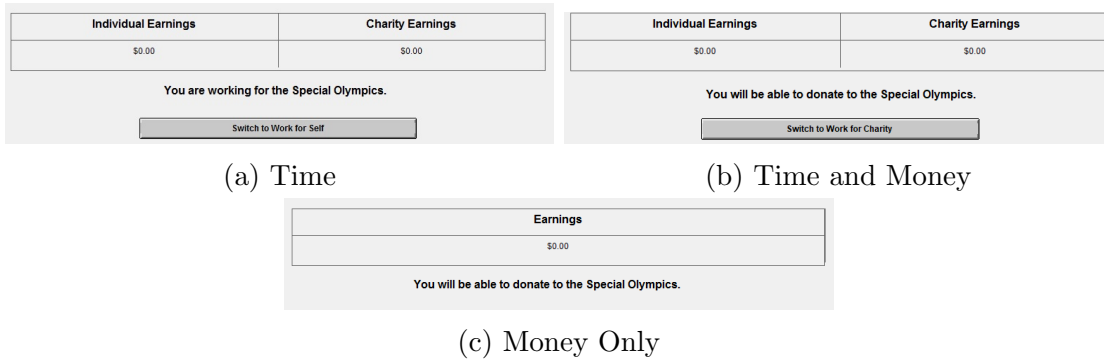 Individual Earnings Charity Earnings
$0.00 $0.00
You are working for the Special Olympics.
Switch to Work for Self
(a) Time
Individual Earnings Charity Earnings
$0.00 $0.00
You will be able to donate to the Special Olympics.
Switch to Work for Charity
(b) Time and Money
Earnings
$0.00
You will be able to donate to the Special Olympics.
(c) Money Only